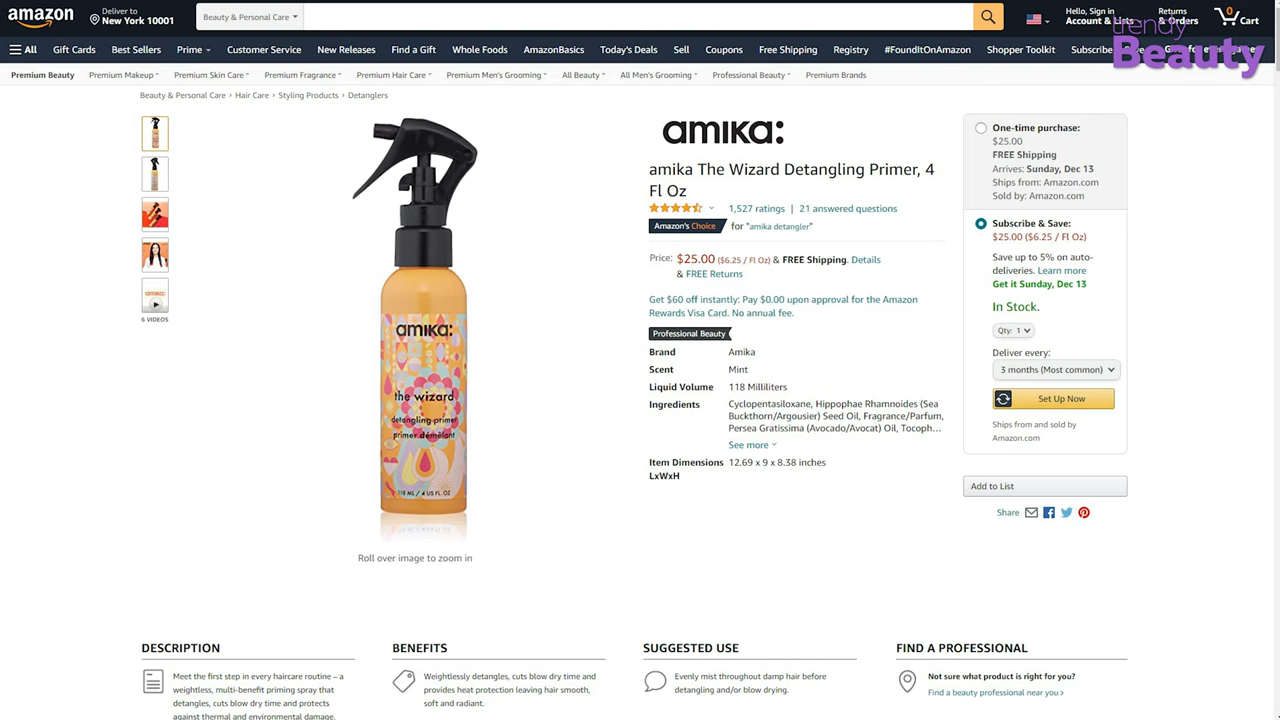 amazon
Deliver to
New York 10001
Beauty & Personal Care
Hello, Sign in
Account & Lists
Returns
& Orders
0
Cart
trendy
Beauty
All
Gift Cards
Best Sellers
Prime
Customer Service
New Releases
Find a Gift
Whole Foods
AmazonBasics
Today's Deals
Sell
Coupons
Free Shipping
Registry
#FoundItOnAmazon
Shopper Toolkit
Subscribe
Premium Beauty
Premium Makeup
Premium Skin Care
Premium Fragrance
Premium Hair Care
Premium Men's Grooming
All Beauty
All Men's Grooming
Professional Beauty
Premium Brands
Beauty & Personal Care › Hair Care › Styling Products › Detanglers
6 VIDEOS
amika:
the wizard
detangling primer
primer démêlant
118 ML / 4 US FL. OZ.
Roll over image to zoom in
amika:
amika The Wizard Detangling Primer, 4
Fl Oz
1,527 ratings | 21 answered questions
Amazon's Choice for "amika detangler"
Price: $25.00 ($6.25 / Fl Oz) & FREE Shipping. Details
& FREE Returns
Get $60 off instantly: Pay $0.00 upon approval for the Amazon
Rewards Visa Card. No annual fee.
Professional Beauty
Brand Amika
Scent Mint
Liquid Volume 118 Milliliters
Ingredients Cyclopentasiloxane, Hippophae Rhamnoides (Sea
Buckthorn/Argousier) Seed Oil, Fragrance/Parfum,
Persea Gratissima (Avocado/Avocat) Oil, Tocoph...
See more
Item Dimensions 12.69 x 9 x 8.38 inches
LxWxH
One-time purchase:
$25.00
FREE Shipping
Arrives: Sunday, Dec 13
Ships from: Amazon.com
Sold by: Amazon.com
Subscribe & Save:
$25.00 ($6.25 / Fl Oz)
Save up to 5% on auto-
deliveries. Learn more
Get it Sunday, Dec 13
In Stock.
Qty: 1
Deliver every:
3 months (Most common)
Set Up Now
Ships from and sold by
Amazon.com
Add to List
Share
DESCRIPTION
Meet the first step in every haircare routine – a
weightless, multi-benefit priming spray that
detangles, cuts blow dry time and protects
against thermal and environmental damage.
BENEFITS
Weightlessly detangles, cuts blow dry time and
provides heat protection leaving hair smooth,
soft and radiant.
SUGGESTED USE
Evenly mist throughout damp hair before
detangling and/or blow drying.
FIND A PROFESSIONAL
Not sure what product is right for you?
Find a beauty professional near you ›